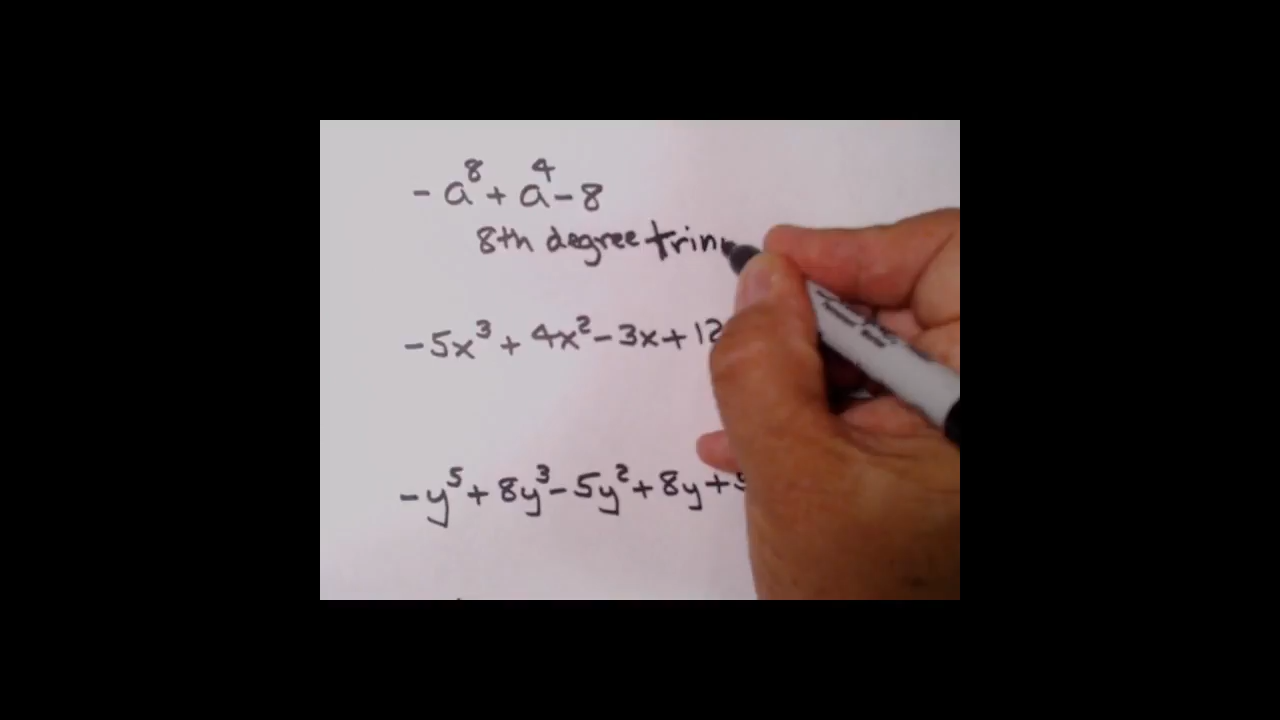 -a⁸ + a⁴ - 8
8th degree trin
-5x³ + 4x² - 3x + 12
-y⁵ + 8y³ - 5y² + 8y +